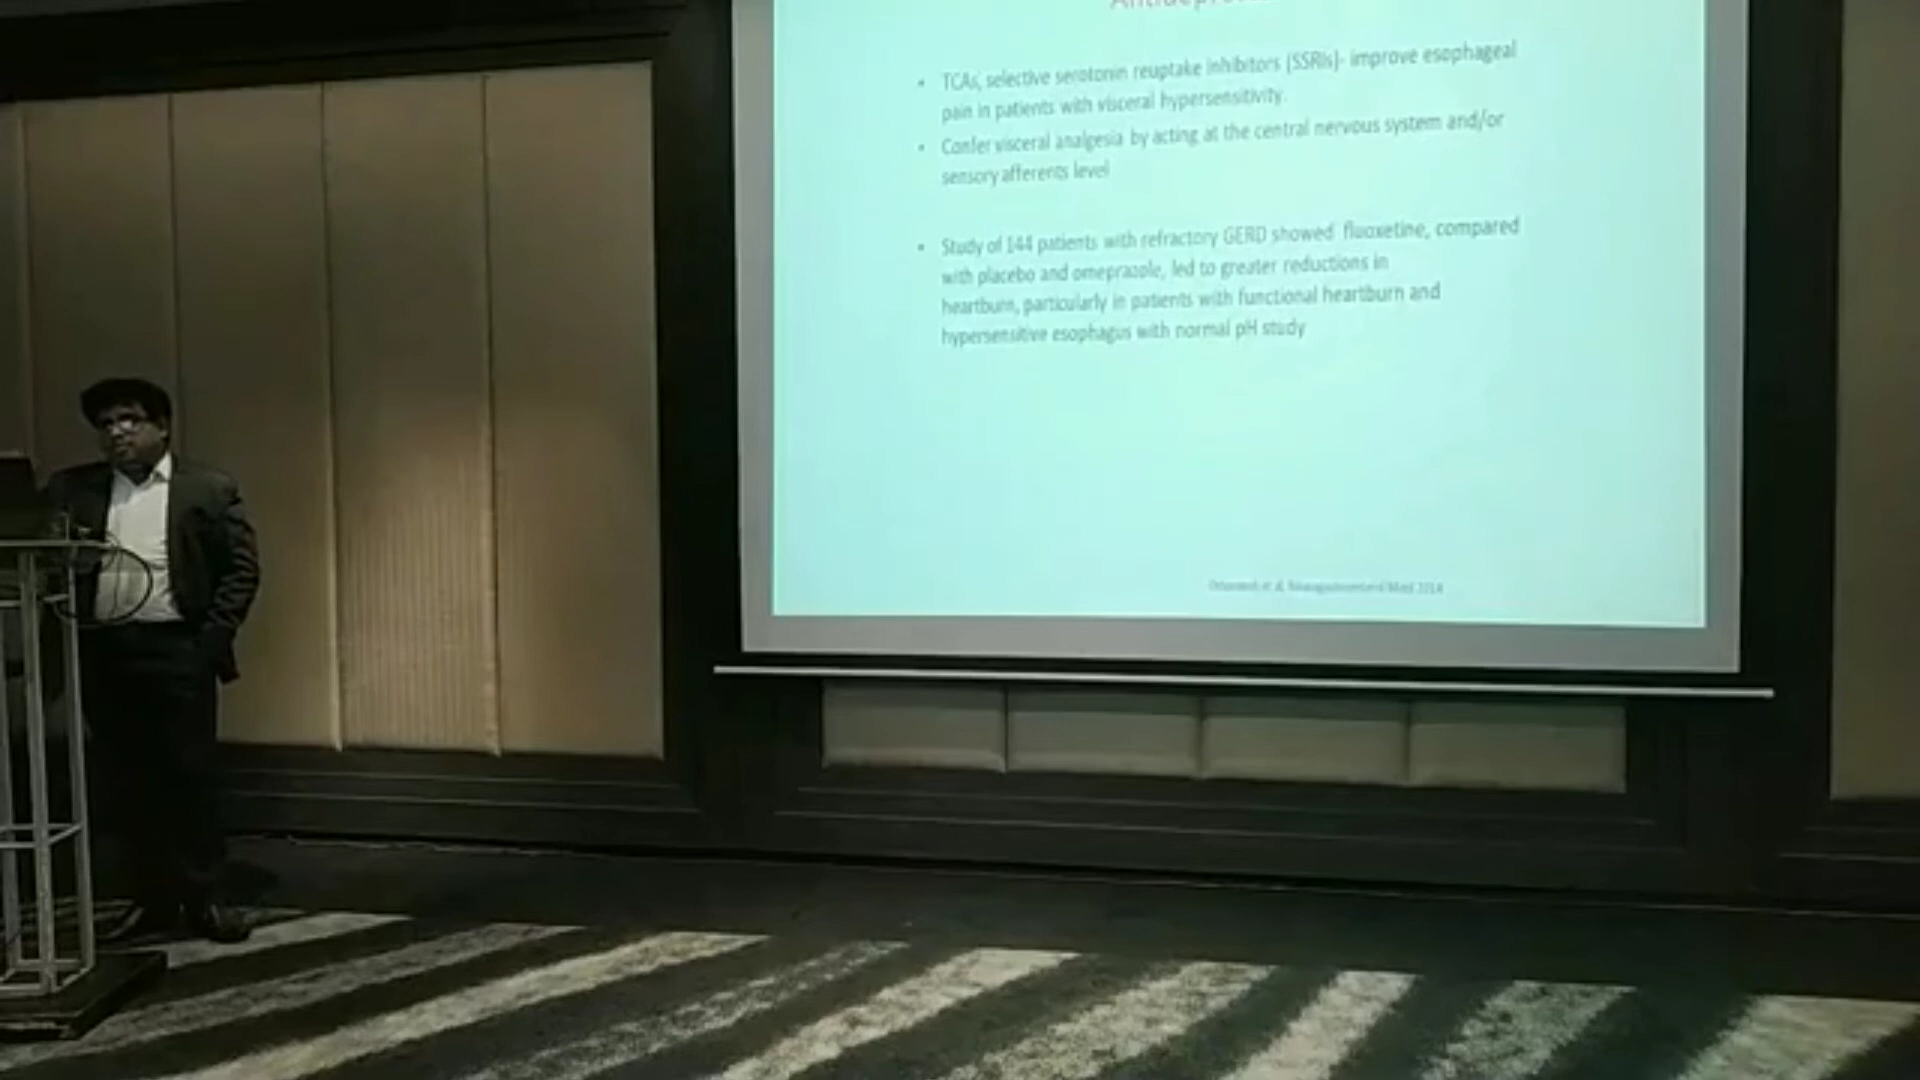 • TCAs, selective serotonin reuptake inhibitors (SSRIs)- improve esophageal
pain in patients with visceral hypersensitivity.
• Confer visceral analgesia by acting at the central nervous system and/or
sensory afferents level
• Study of 144 patients with refractory GERD showed fluoxetine, compared
with placebo and omeprazole, led to greater reductions in
heartburn, particularly in patients with functional heartburn and
hypersensitive esophagus with normal pH study
et al, 2014